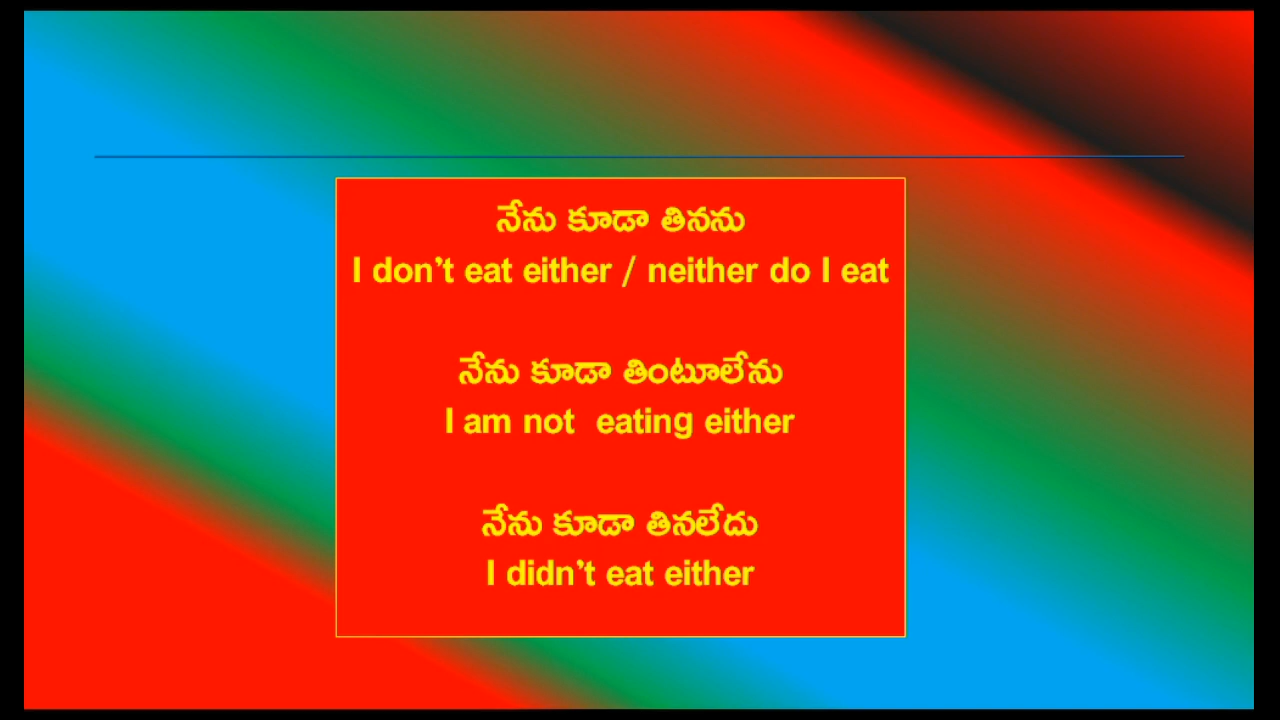 నేను కూడా తినను
I don’t eat either / neither do I eat
నేను కూడా తింటూలేను
I am not  eating either
నేను కూడా తినలేదు
I didn’t eat either